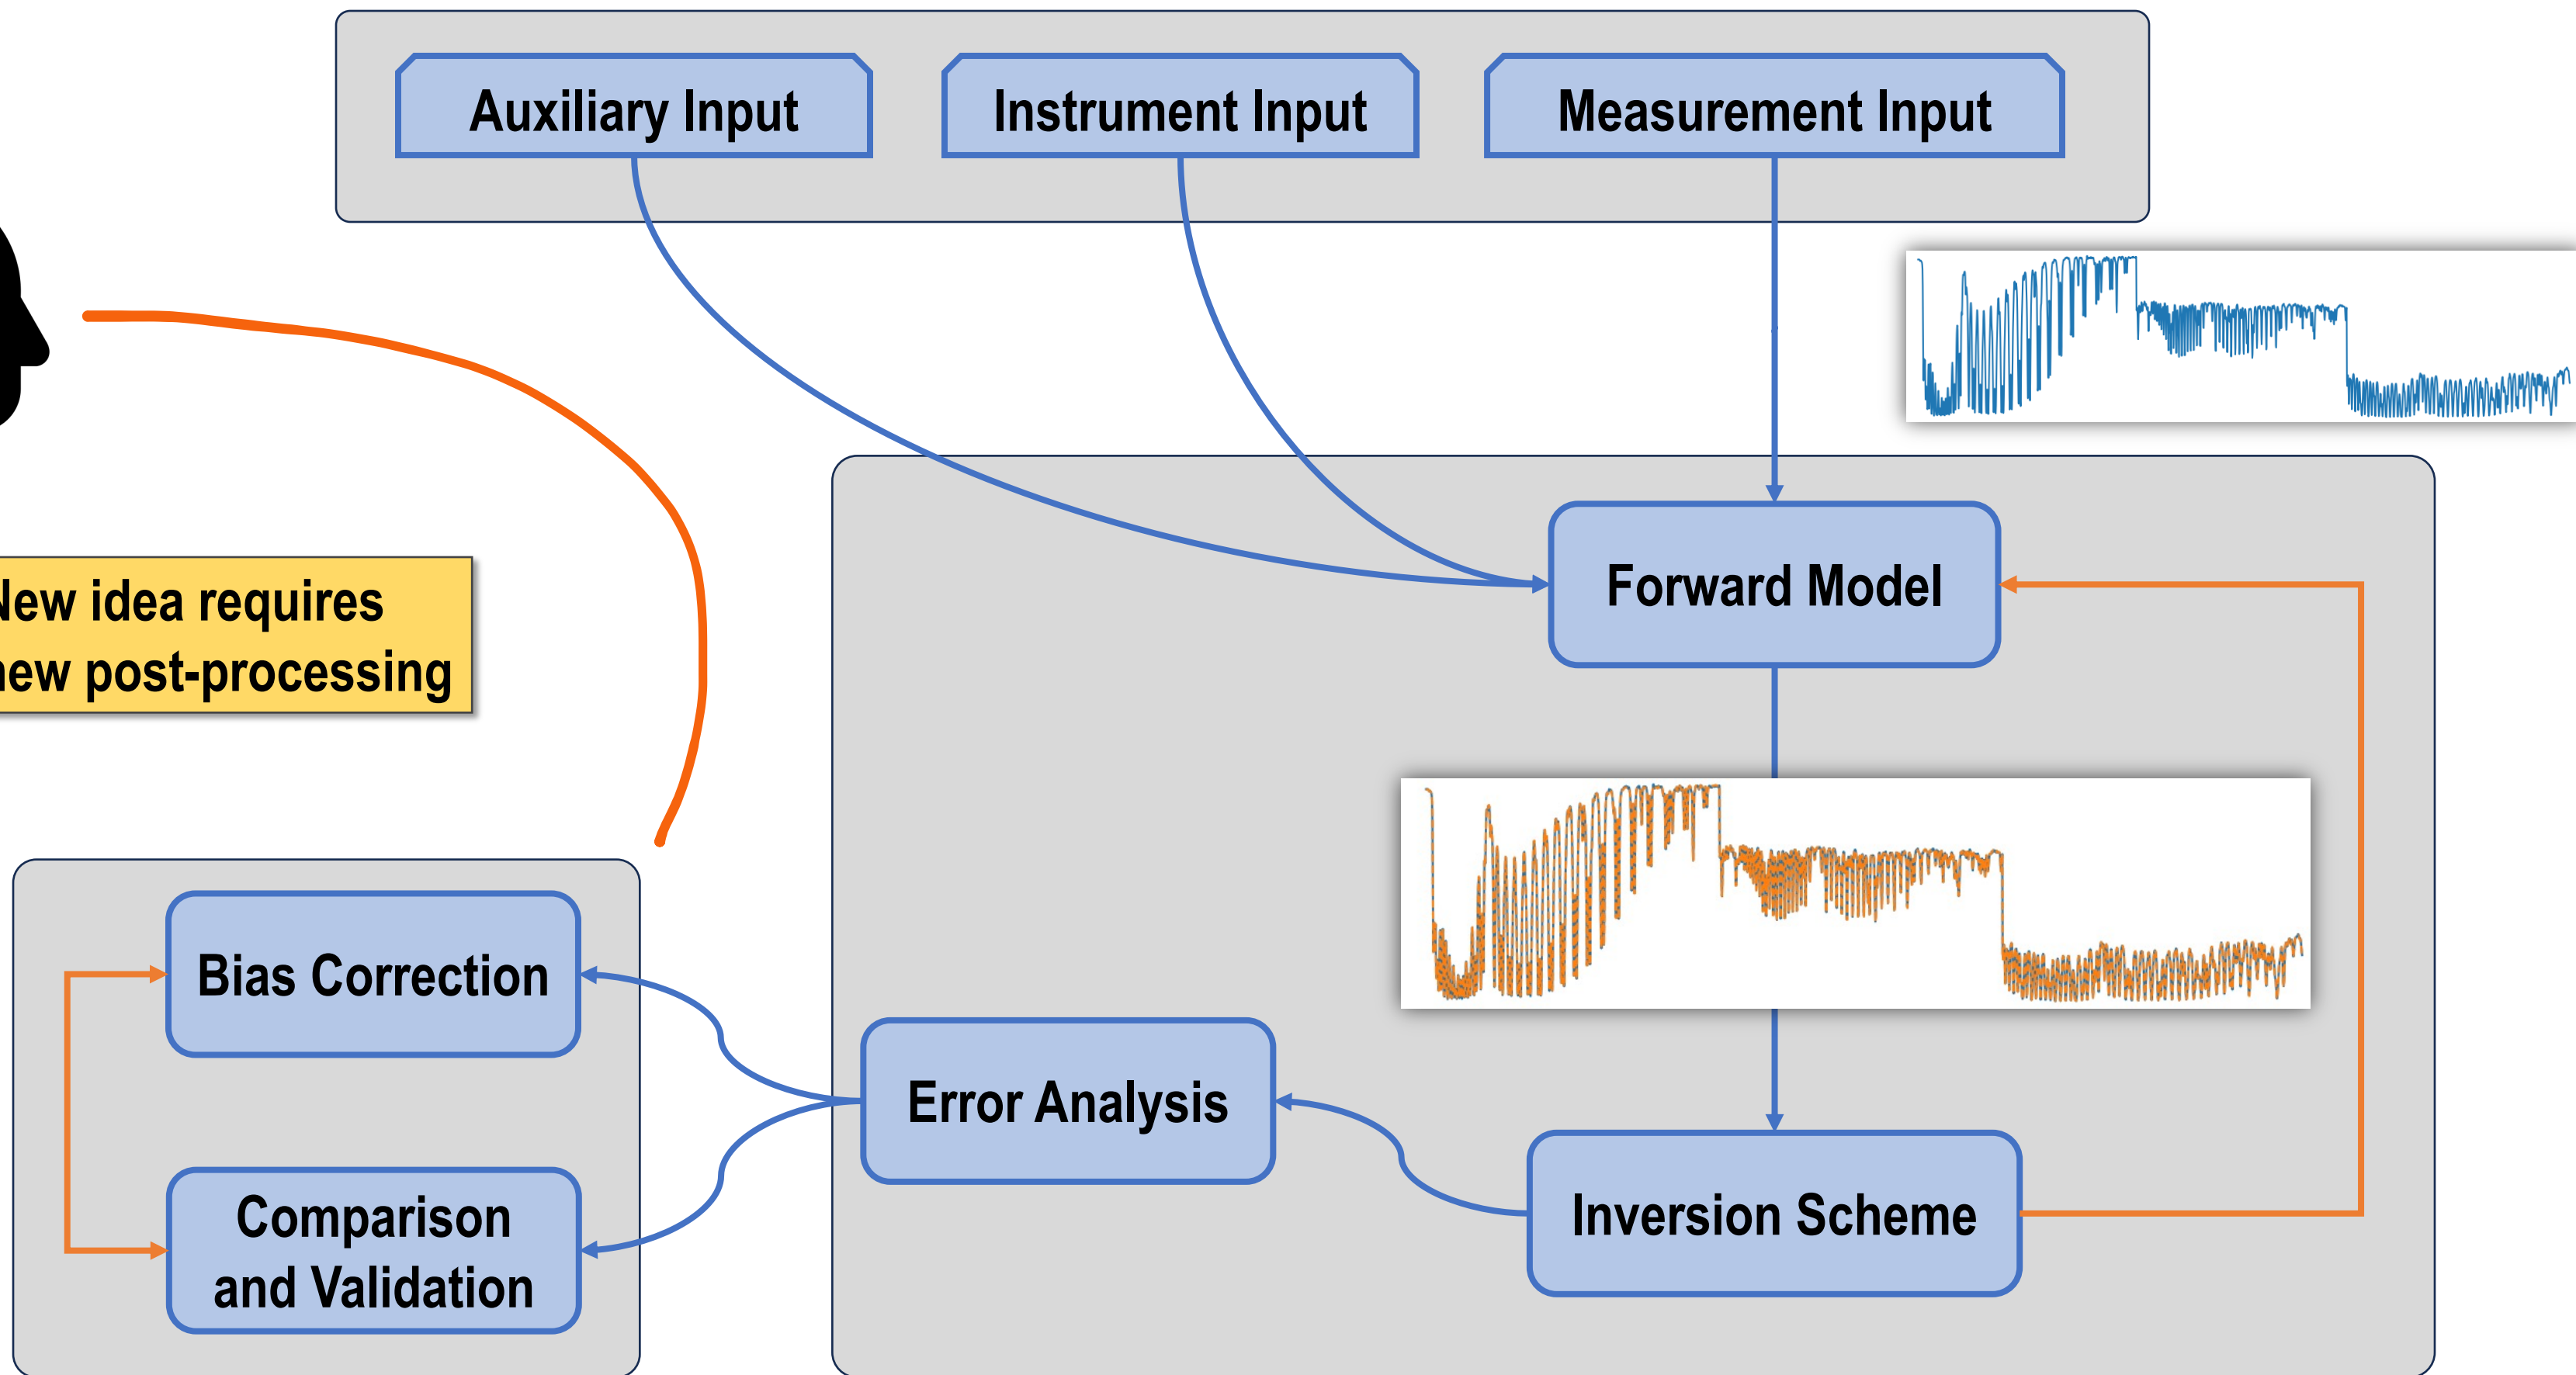 Auxiliary Input
Instrument Input
Measurement Input
Forward Model
New idea requires
new post-processing
Bias Correction
Error Analysis
Comparison
and Validation
Inversion Scheme